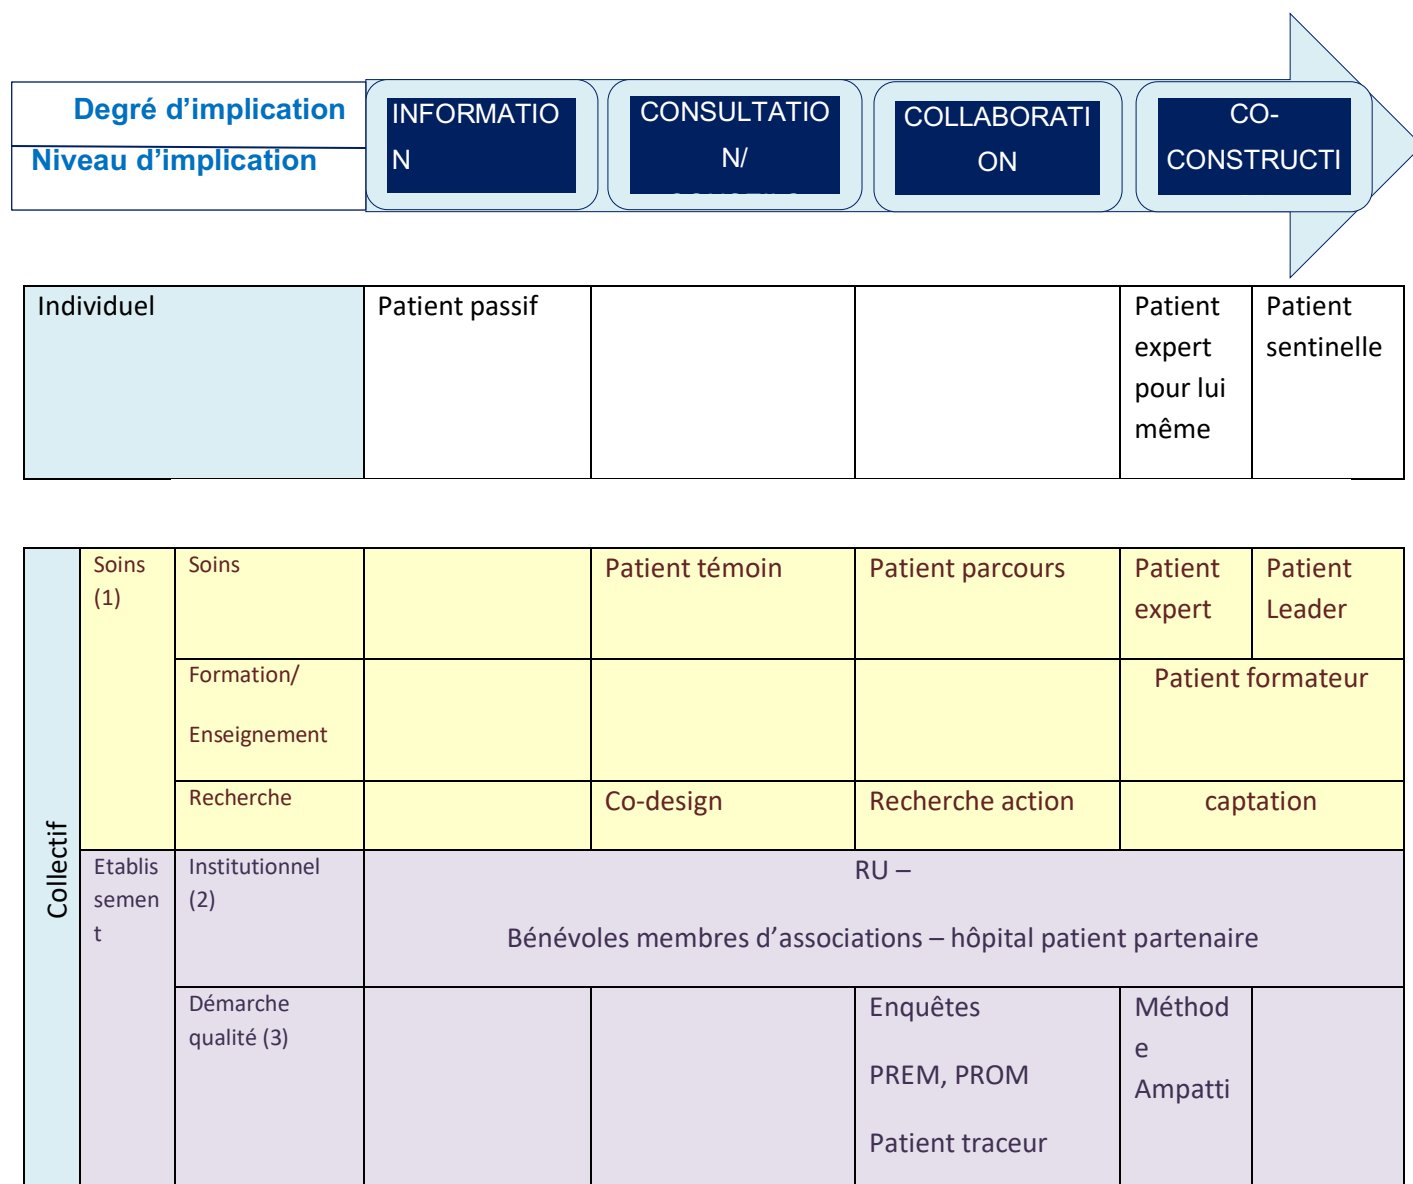 Degré d'implication
Niveau d'implication
INFORMATIO
N
CONSULTATIO
N/
COLLABORATI
ON
CO-
CONSTRUCTI
Individuel
Patient passif
Patient
expert
pour lui
même
Patient
sentinelle
Collectif
Soins
(1)
Soins
Patient témoin
Patient parcours
Patient
expert
Patient
Leader
Formation/
Enseignement
Patient formateur
Recherche
Co-design
Recherche action
captation
Etablis
semen
t
Institutionnel
(2)
RU –
Bénévoles membres d'associations – hôpital patient partenaire
Démarche
qualité (3)
Enquêtes
PREM, PROM
Patient traceur
Méthod
e
Ampatti